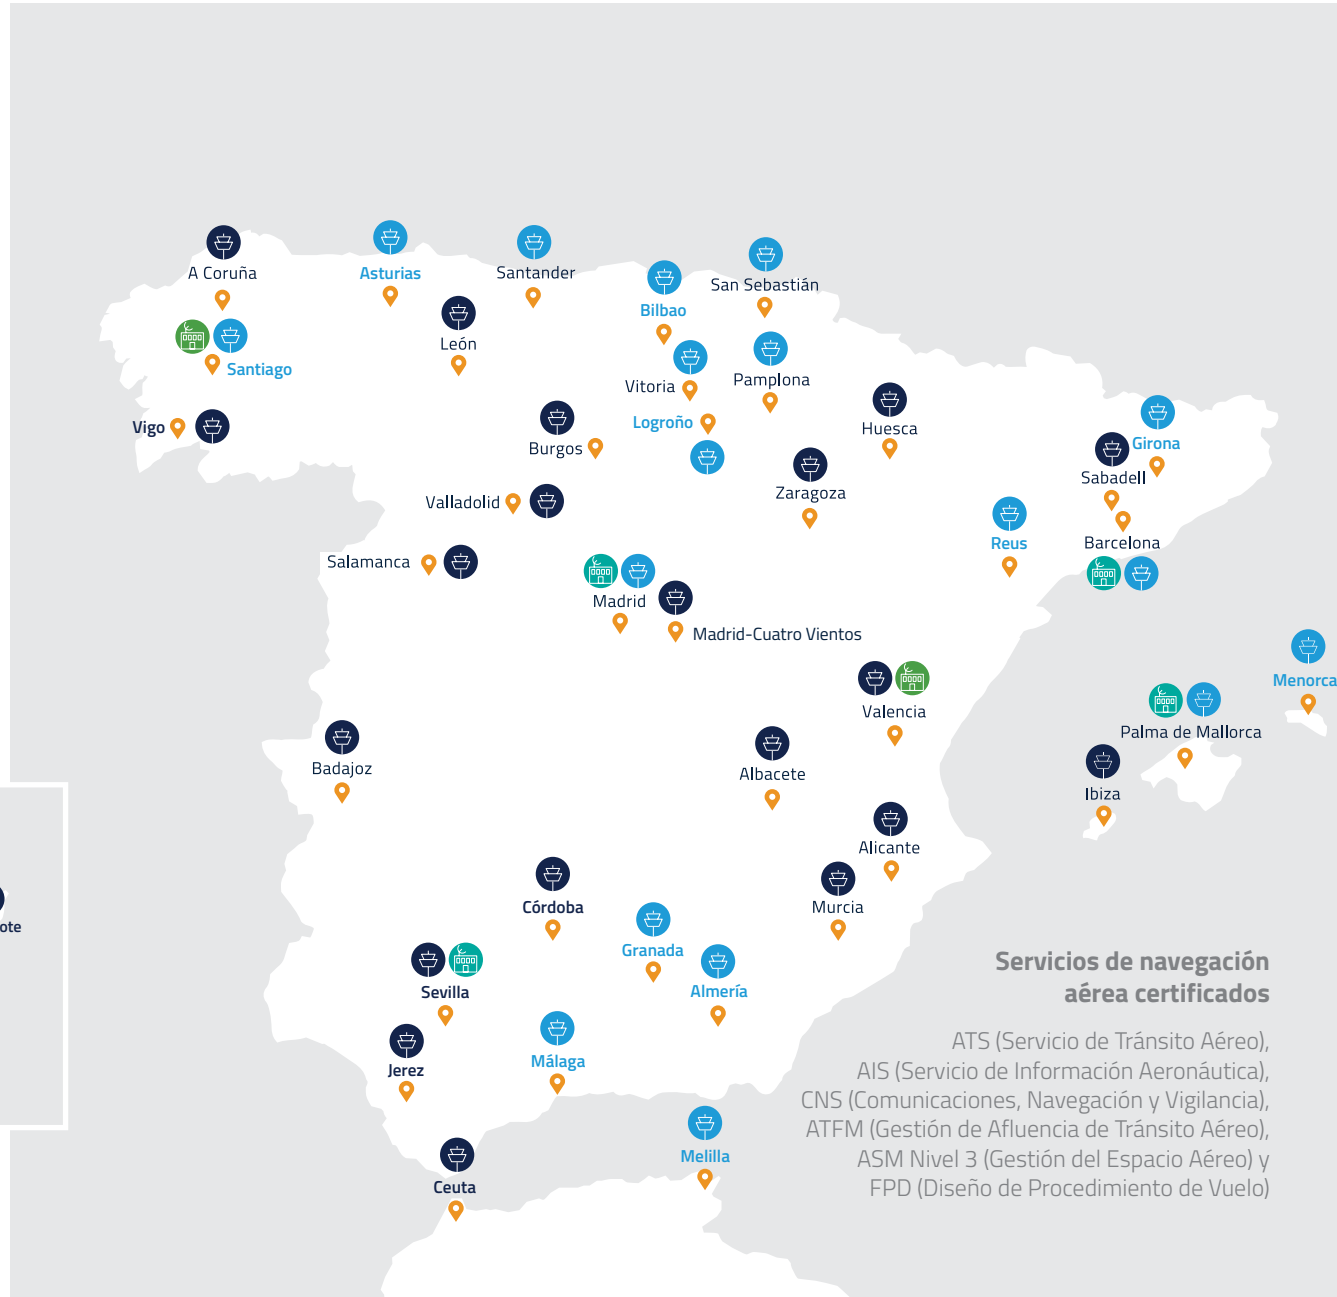 A Coruña
Asturias
Santander
San Sebastián
Bilbao
León
Santiago
Vitoria
Pamplona
Vigo
Logroño
Huesca
Burgos
Girona
Sabadell
Zaragoza
Valladolid
Reus
Barcelona
Salamanca
Madrid
Madrid-Cuatro Vientos
Menorca
Valencia
Palma de Mallorca
Badajoz
Albacete
Ibiza
Alicante
Córdoba
Murcia
ote
Granada
Sevilla
Almería
Málaga
Jerez
Melilla
Ceuta
Servicios de navegación
aérea certificados
ATS (Servicio de Tránsito Aéreo),
AIS (Servicio de Información Aeronáutica),
CNS (Comunicaciones, Navegación y Vigilancia),
ATFM (Gestión de Afluencia de Tránsito Aéreo),
ASM Nivel 3 (Gestión del Espacio Aéreo) y
FPD (Diseño de Procedimiento de Vuelo)